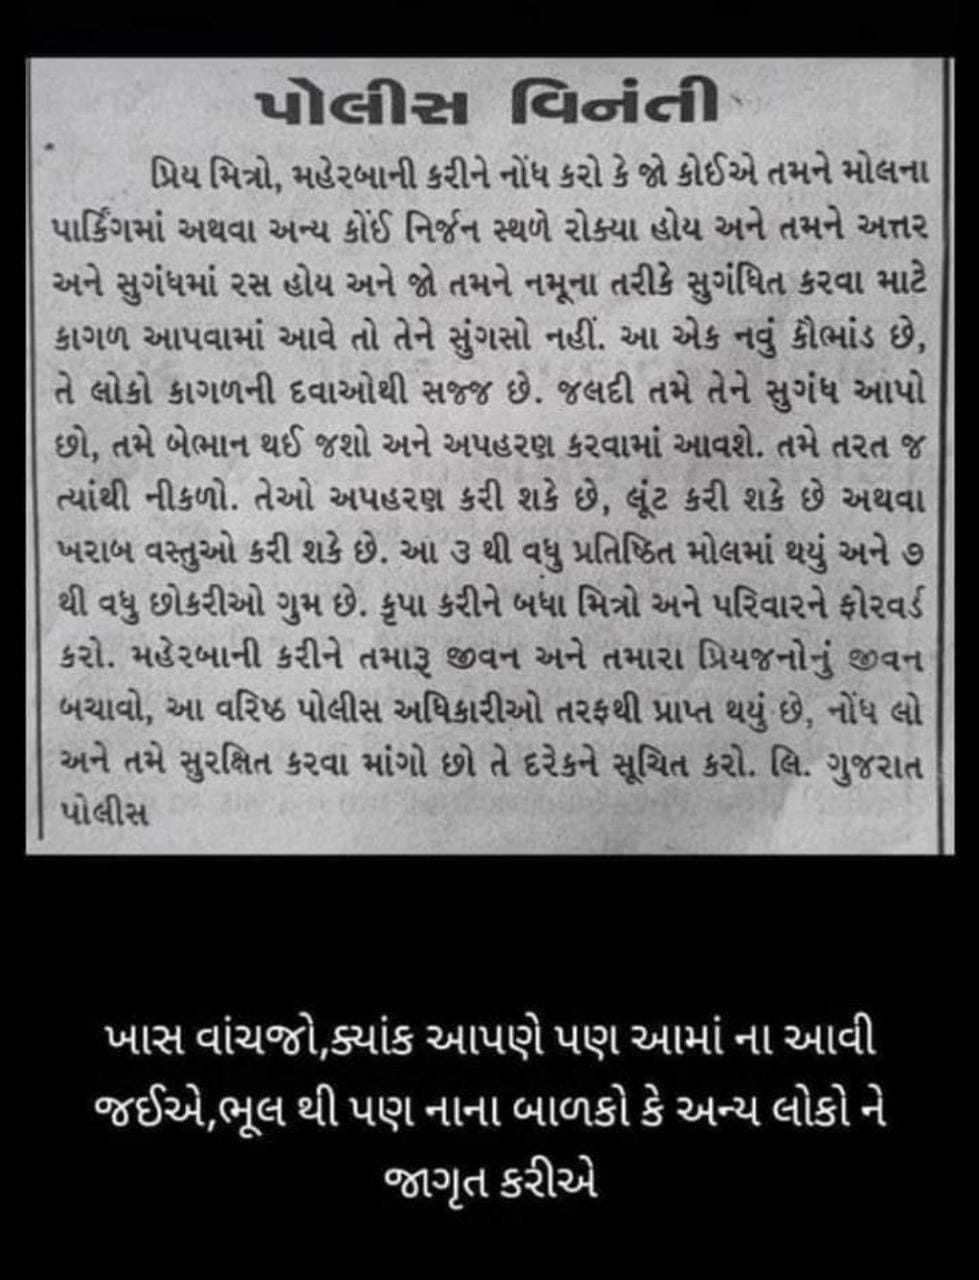 પોલીસ વિનંતી
પ્રિય મિત્રો, મહેરબાની કરીને નોંધ કરો કે જો કોઈએ તમને મોલના
પાર્કિંગમાં અથવા અન્ય કોંઈ નિર્જન સ્થળે રોક્યા હોય અને તમને અત્તર
અને સુગંધમાં રસ હોય અને જો તમને નમૂના તરીકે સુગંધિત કરવા માટે
કાગળ આપવામાં આવે તો તેને સુંગસો નહીં. આ એક નવું કૌભાંડ છે,
તે લોકો કાગળની દવાઓથી સજ્જ છે. જલદી તમે તેને સુગંધ આપો
છો, તમે બેભાન થઈ જશો અને અપહરણ કરવામાં આવશે. તમે તરત જ
ત્યાંથી નીકળો. તેઓ અપહરણ કરી શકે છે, લૂંટ કરી શકે છે અથવા
ખરાબ વસ્તુઓ કરી શકે છે. આ ૩ થી વધુ પ્રતિષ્ઠિત મોલમાં થયું અને ૭
થી વધુ છોકરીઓ ગુમ છે. કૃપા કરીને બધા મિત્રો અને પરિવારને ફોરવર્ડ
કરો. મહેરબાની કરીને તમારૂ જીવન અને તમારા પ્રિયજનોનું જીવન
બચાવો, આ વરિષ્ઠ પોલીસ અધિકારીઓ તરફથી પ્રાપ્ત થયું છે, નોંધ લો
અને તમે સુરક્ષિત કરવા માંગો છો તે દરેકને સૂચિત કરો. લિ. ગુજરાત
પોલીસ
ખાસ વાંચજો,ક્યાંક આપણે પણ આમાં ના આવી
જઈએ,ભૂલ થી પણ નાના બાળકો કે અન્ય લોકો ને
જાગૃત કરીએ